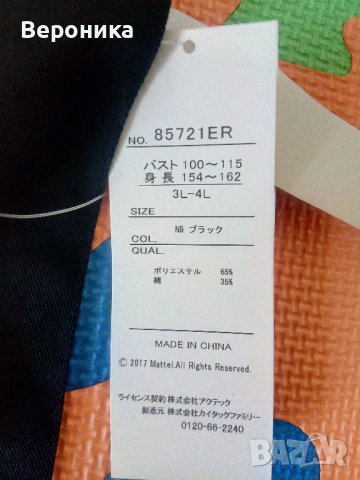 Вероника
NO. 85721ER
バスト 100～115
身 長 154～162
3L-4L
SIZE
N9 ブラック
COL.
QUAL.
ポリエステル 65%
綿 35%
MADE IN CHINA
© 2017 Mattel.All Rights Reserved.
ライセンス契約 株式会社アクテック
製造元 株式会社カイタックファミリー
0120-66-2240
BAZAR